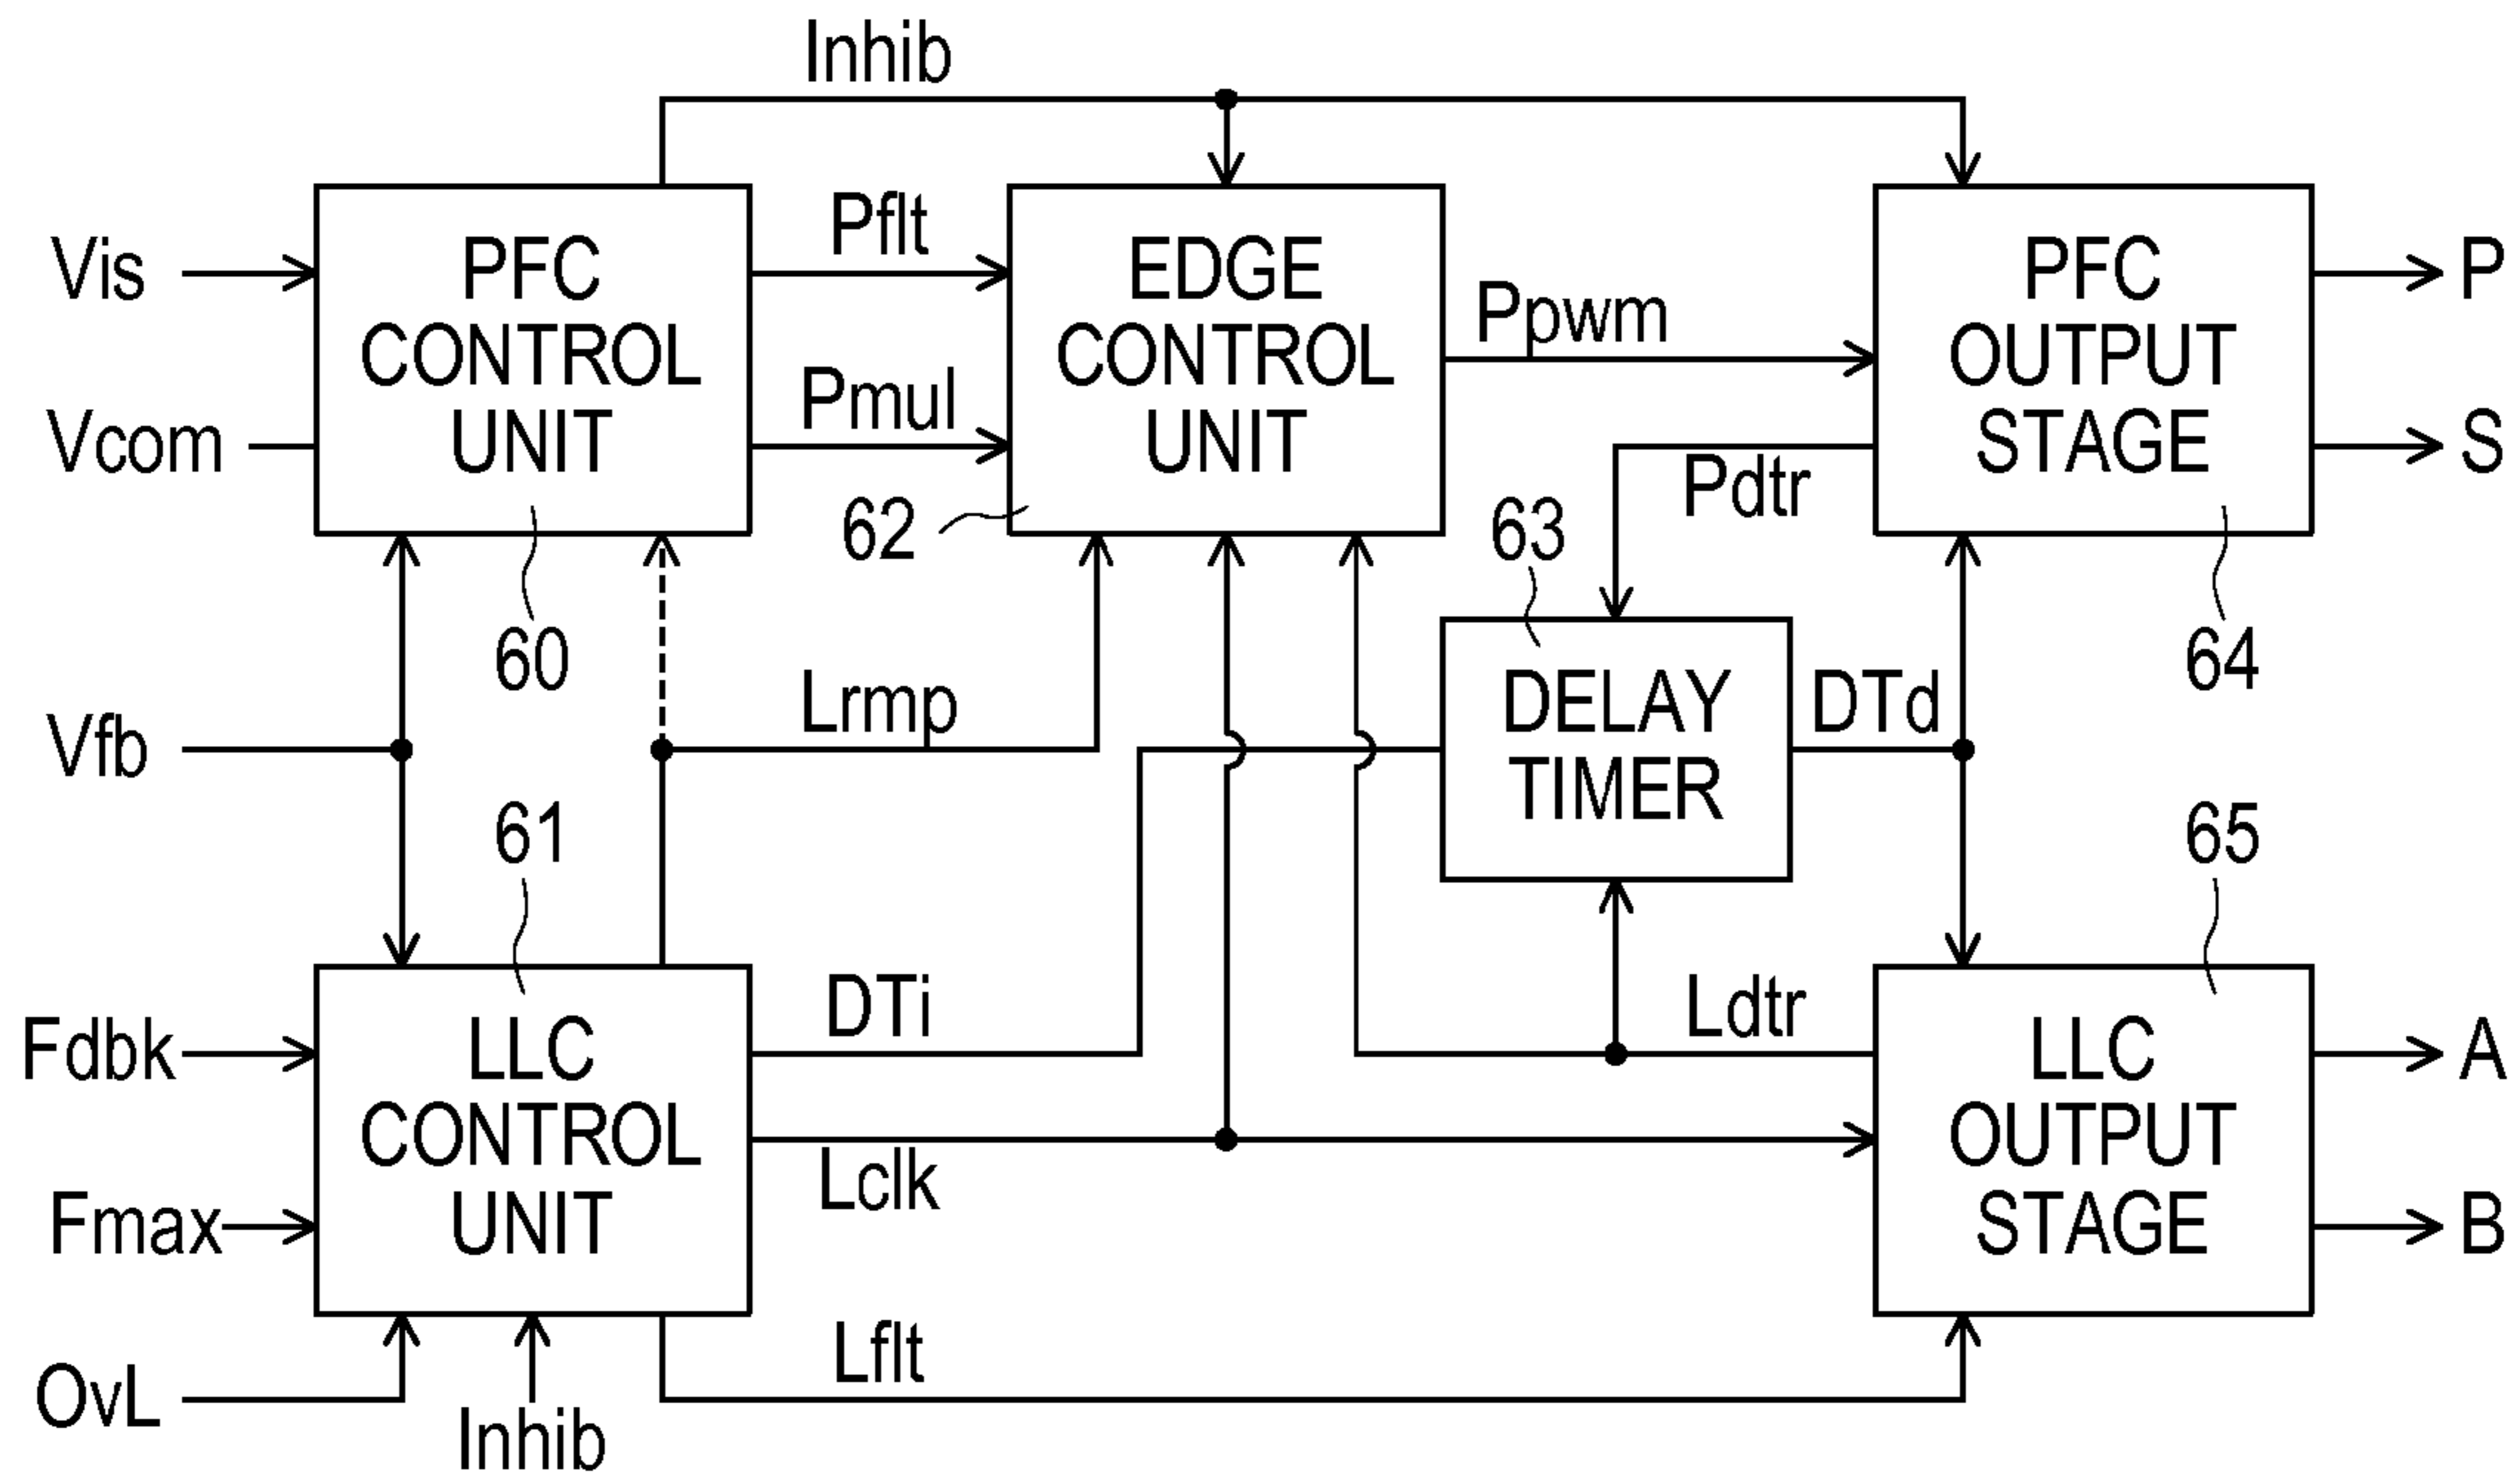 Inhib
Vis
Vcom
PFC
CONTROL
UNIT
60
Pflt
Pmul
EDGE
CONTROL
UNIT
62
Ppwm
PFC
OUTPUT
STAGE
64
P
S
Pdtr
63
DELAY
TIMER
DTd
Vfb
Lrmp
61
65
Fdbk
Fmax
LLC
CONTROL
UNIT
DTi
Lclk
Ldtr
LLC
OUTPUT
STAGE
A
B
OvL
Inhib
Lflt